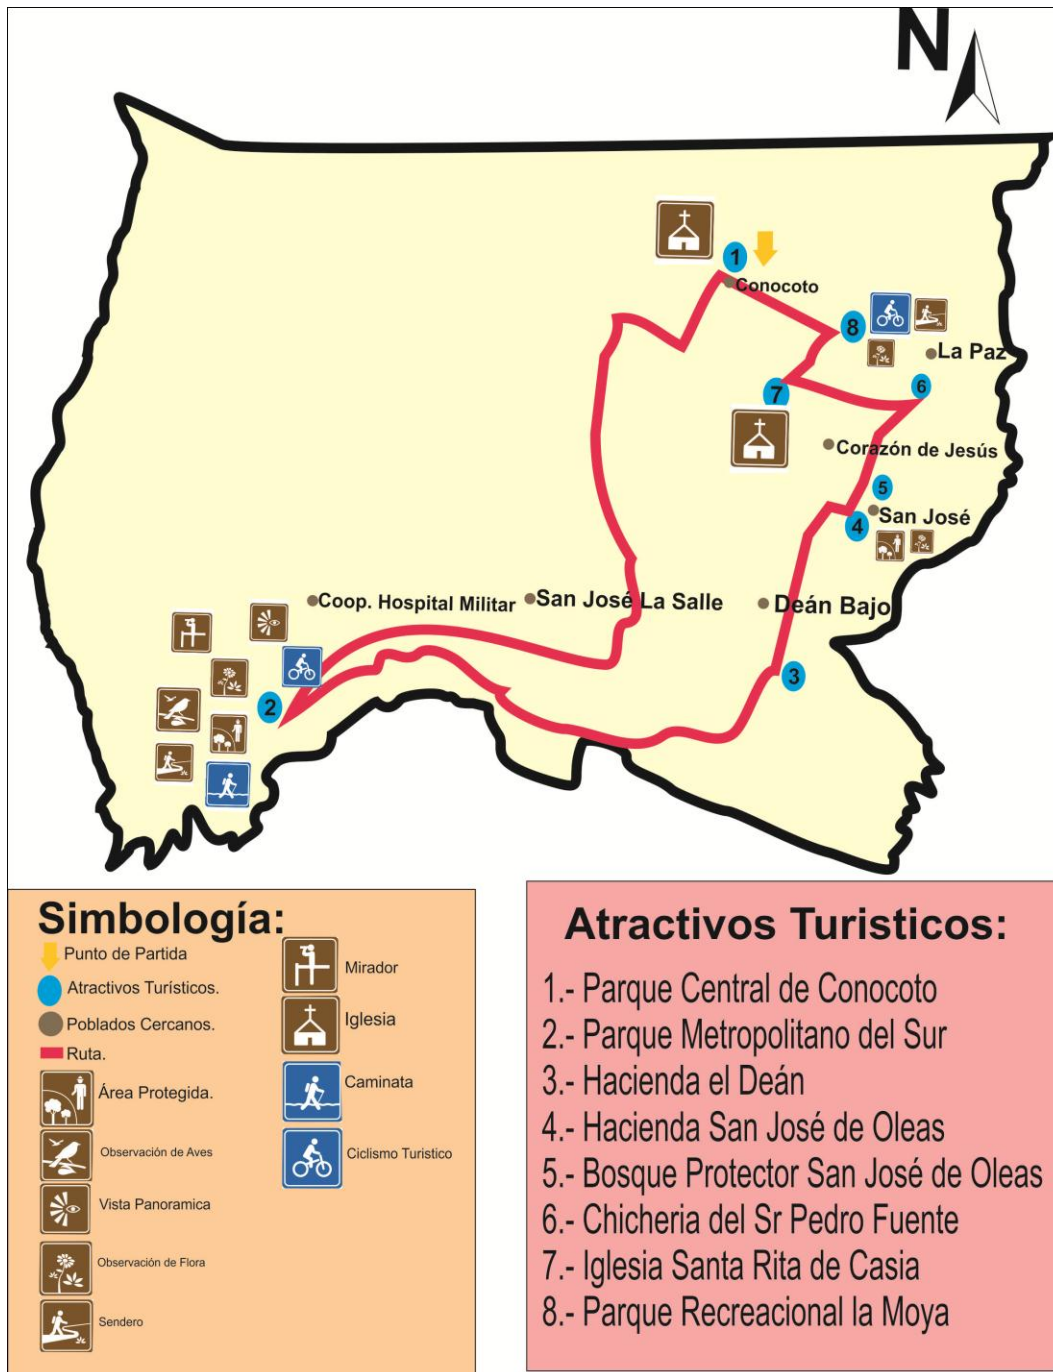 N
1
Conocoto
8
La Paz
7
6
Corazón de Jesús
5
San José
4
Coop. Hospital Militar
San José La Salle
Deán Bajo
3
2
Simbología:
Punto de Partida
Atractivos Turísticos.
Poblados Cercanos.
Ruta.
Área Protegida.
Observación de Aves
Vista Panoramica
Observación de Flora
Sendero
Mirador
Iglesia
Caminata
Ciclismo Turistico
Atractivos Turisticos:
1.- Parque Central de Conocoto
2.- Parque Metropolitano del Sur
3.- Hacienda el Deán
4.- Hacienda San José de Oleas
5.- Bosque Protector San José de Oleas
6.- Chicheria del Sr Pedro Fuente
7.- Iglesia Santa Rita de Casia
8.- Parque Recreacional la Moya